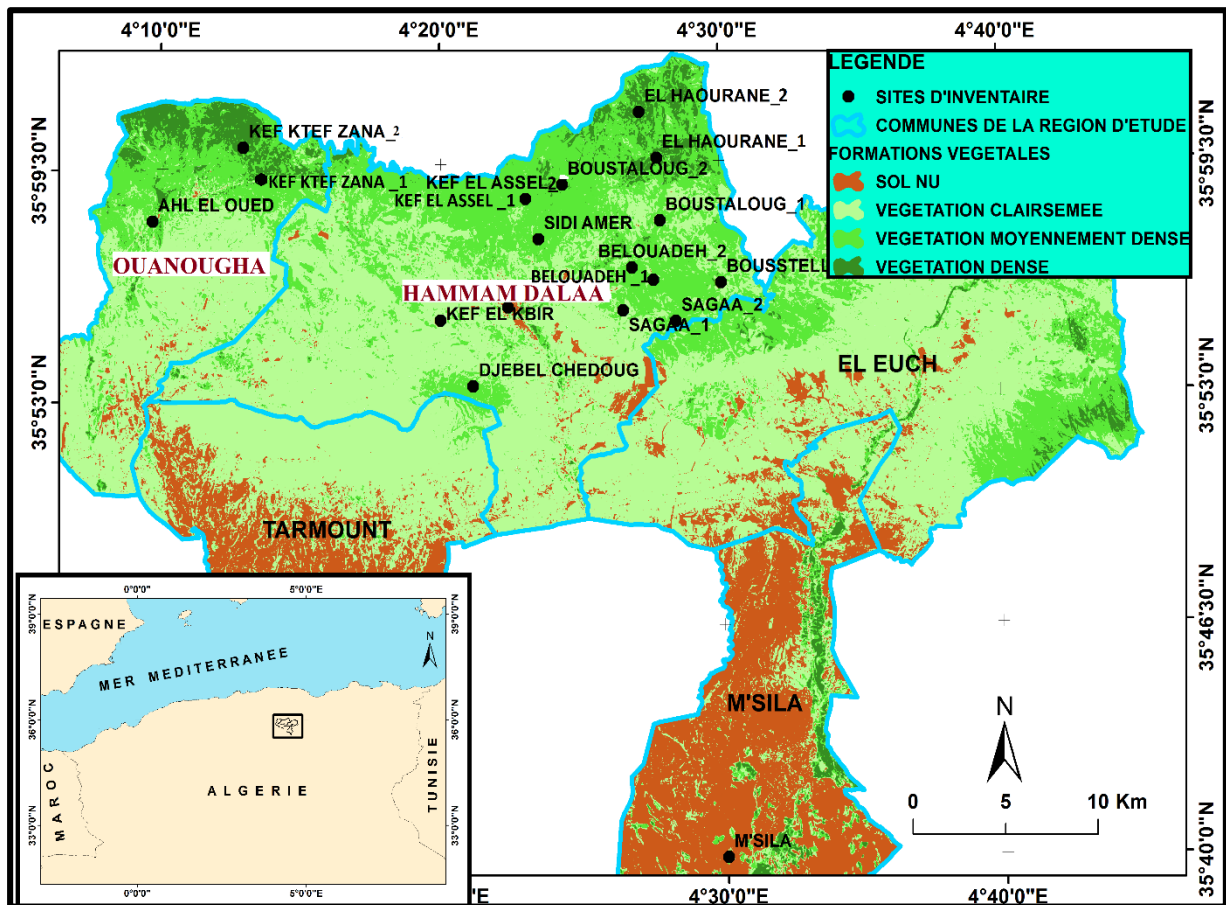 4°10'0"E
4°20'0"E
4°30'0"E
4°40'0"E
LEGENDE
SITES D'INVENTAIRE
COMMUNES DE LA REGION D'ETUDE
FORMATIONS VEGETALES
SOL NU
VEGETATION CLAIRSEMEE
VEGETATION MOYENNEMENT DENSE
VEGETATION DENSE
35°59'30"N
35°59'30"N
EL HAOURANE_2
KEF KTEF ZANA_2
EL HAOURANE_1
BOUSTALOUG_2
KEF KTEF ZANA_1
KEF EL ASSEL2
KEF EL ASSEL_1
AHL EL OUED
BOUSTALOUG_1
SIDI AMER
BELOUADEH_2
OUANOUGHA
BELOUADEH_1
BOUSSTELL
HAMMAM DALAA
SAGAA_2
KEF EL KBIR
SAGAA_1
DJEBEL CHEDOUG
EL EUCH
35°53'0"N
35°53'0"N
TARMOUNT
35°46'30"N
M'SILA
N
0 5 10 Km
M'SILA
35°40'0"N
0'0"E
4°30'0"E
4°40'0"E
0°0'0"
5°0'0"E
39°0'0"N
39°0'0"N
ESPAGNE
MER MEDITERRANEE
N
36°0'0"N
36°0'0"N
MAROC
ALGERIE
TUNISIE
33°0'0"N
33°0'0"N
0°0'0"
5°0'0"E